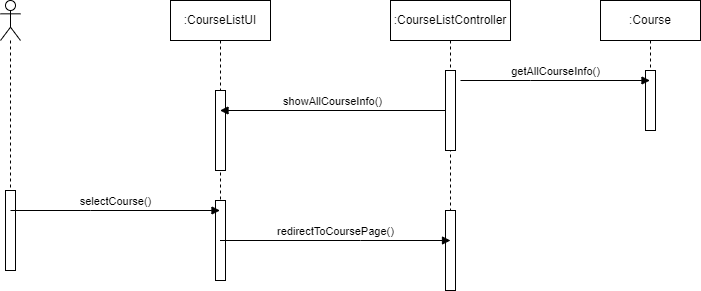 :CourseListUI
:CourseListController
:Course
getAllCourseInfo()
showAllCourseInfo()
selectCourse()
redirectToCoursePage()